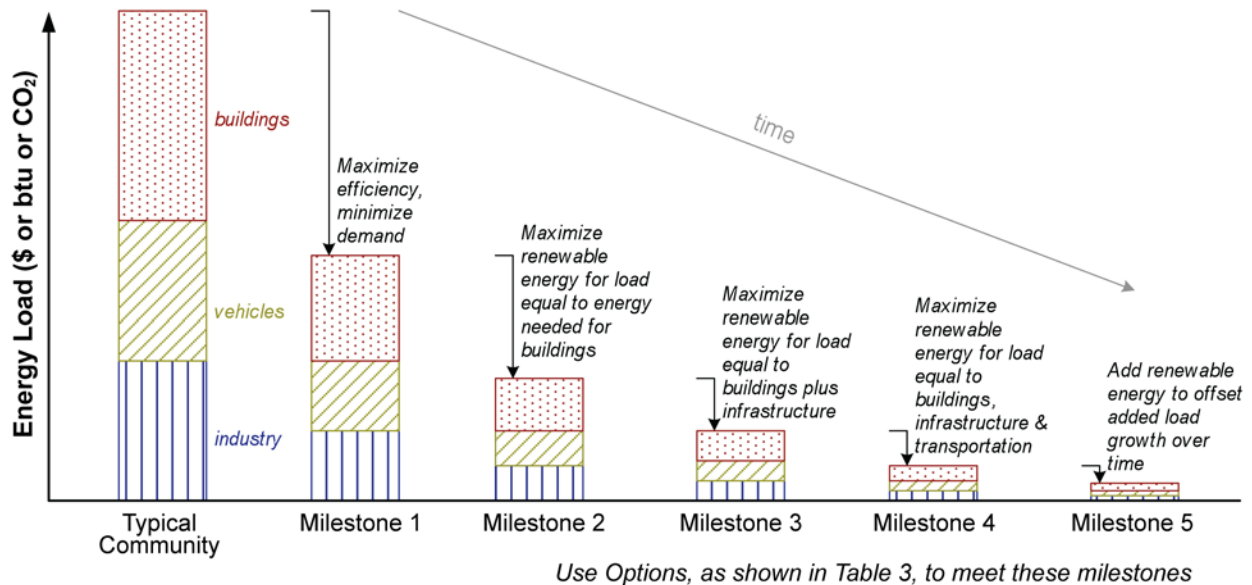 Energy Load ($ or btu or CO₂)
buildings
vehicles
industry
time
Maximize
efficiency,
minimize
demand
Maximize
renewable
energy for load
equal to energy
needed for
buildings
Maximize
renewable
energy for load
equal to
buildings plus
infrastructure
Maximize
renewable
energy for load
equal to
buildings,
infrastructure &
transportation
Add renewable
energy to offset
added load
growth over
time
Typical
Community
Milestone 1
Milestone 2
Milestone 3
Milestone 4
Milestone 5
Use Options, as shown in Table 3, to meet these milestones